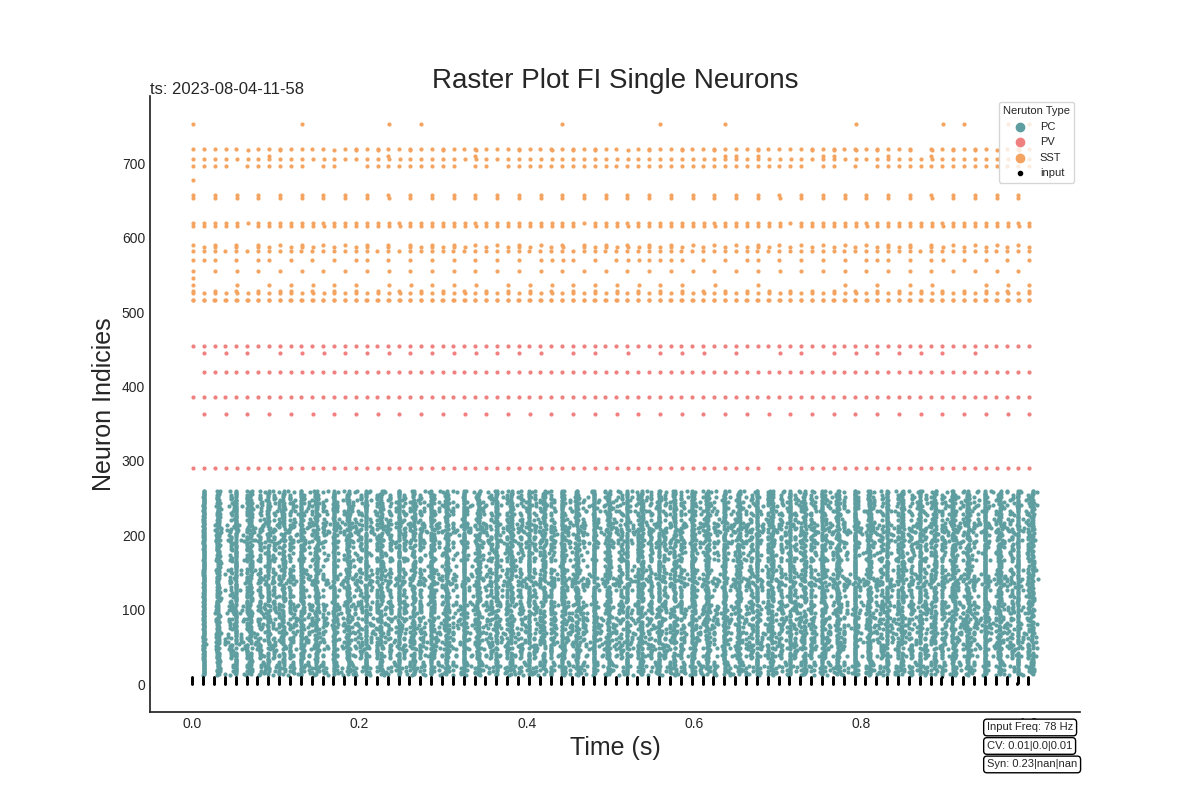 Raster Plot FI Single Neurons
ts: 2023-08-04-11-58
Neruton Type
PC
PV
SST
input
Neuron Indicies
700
600
500
400
300
200
100
0
0.0 0.2 0.4 0.6 0.8
Time (s)
Input Freq: 78 Hz
CV: 0.01|0.0|0.01
Syn: 0.23|nan|nan